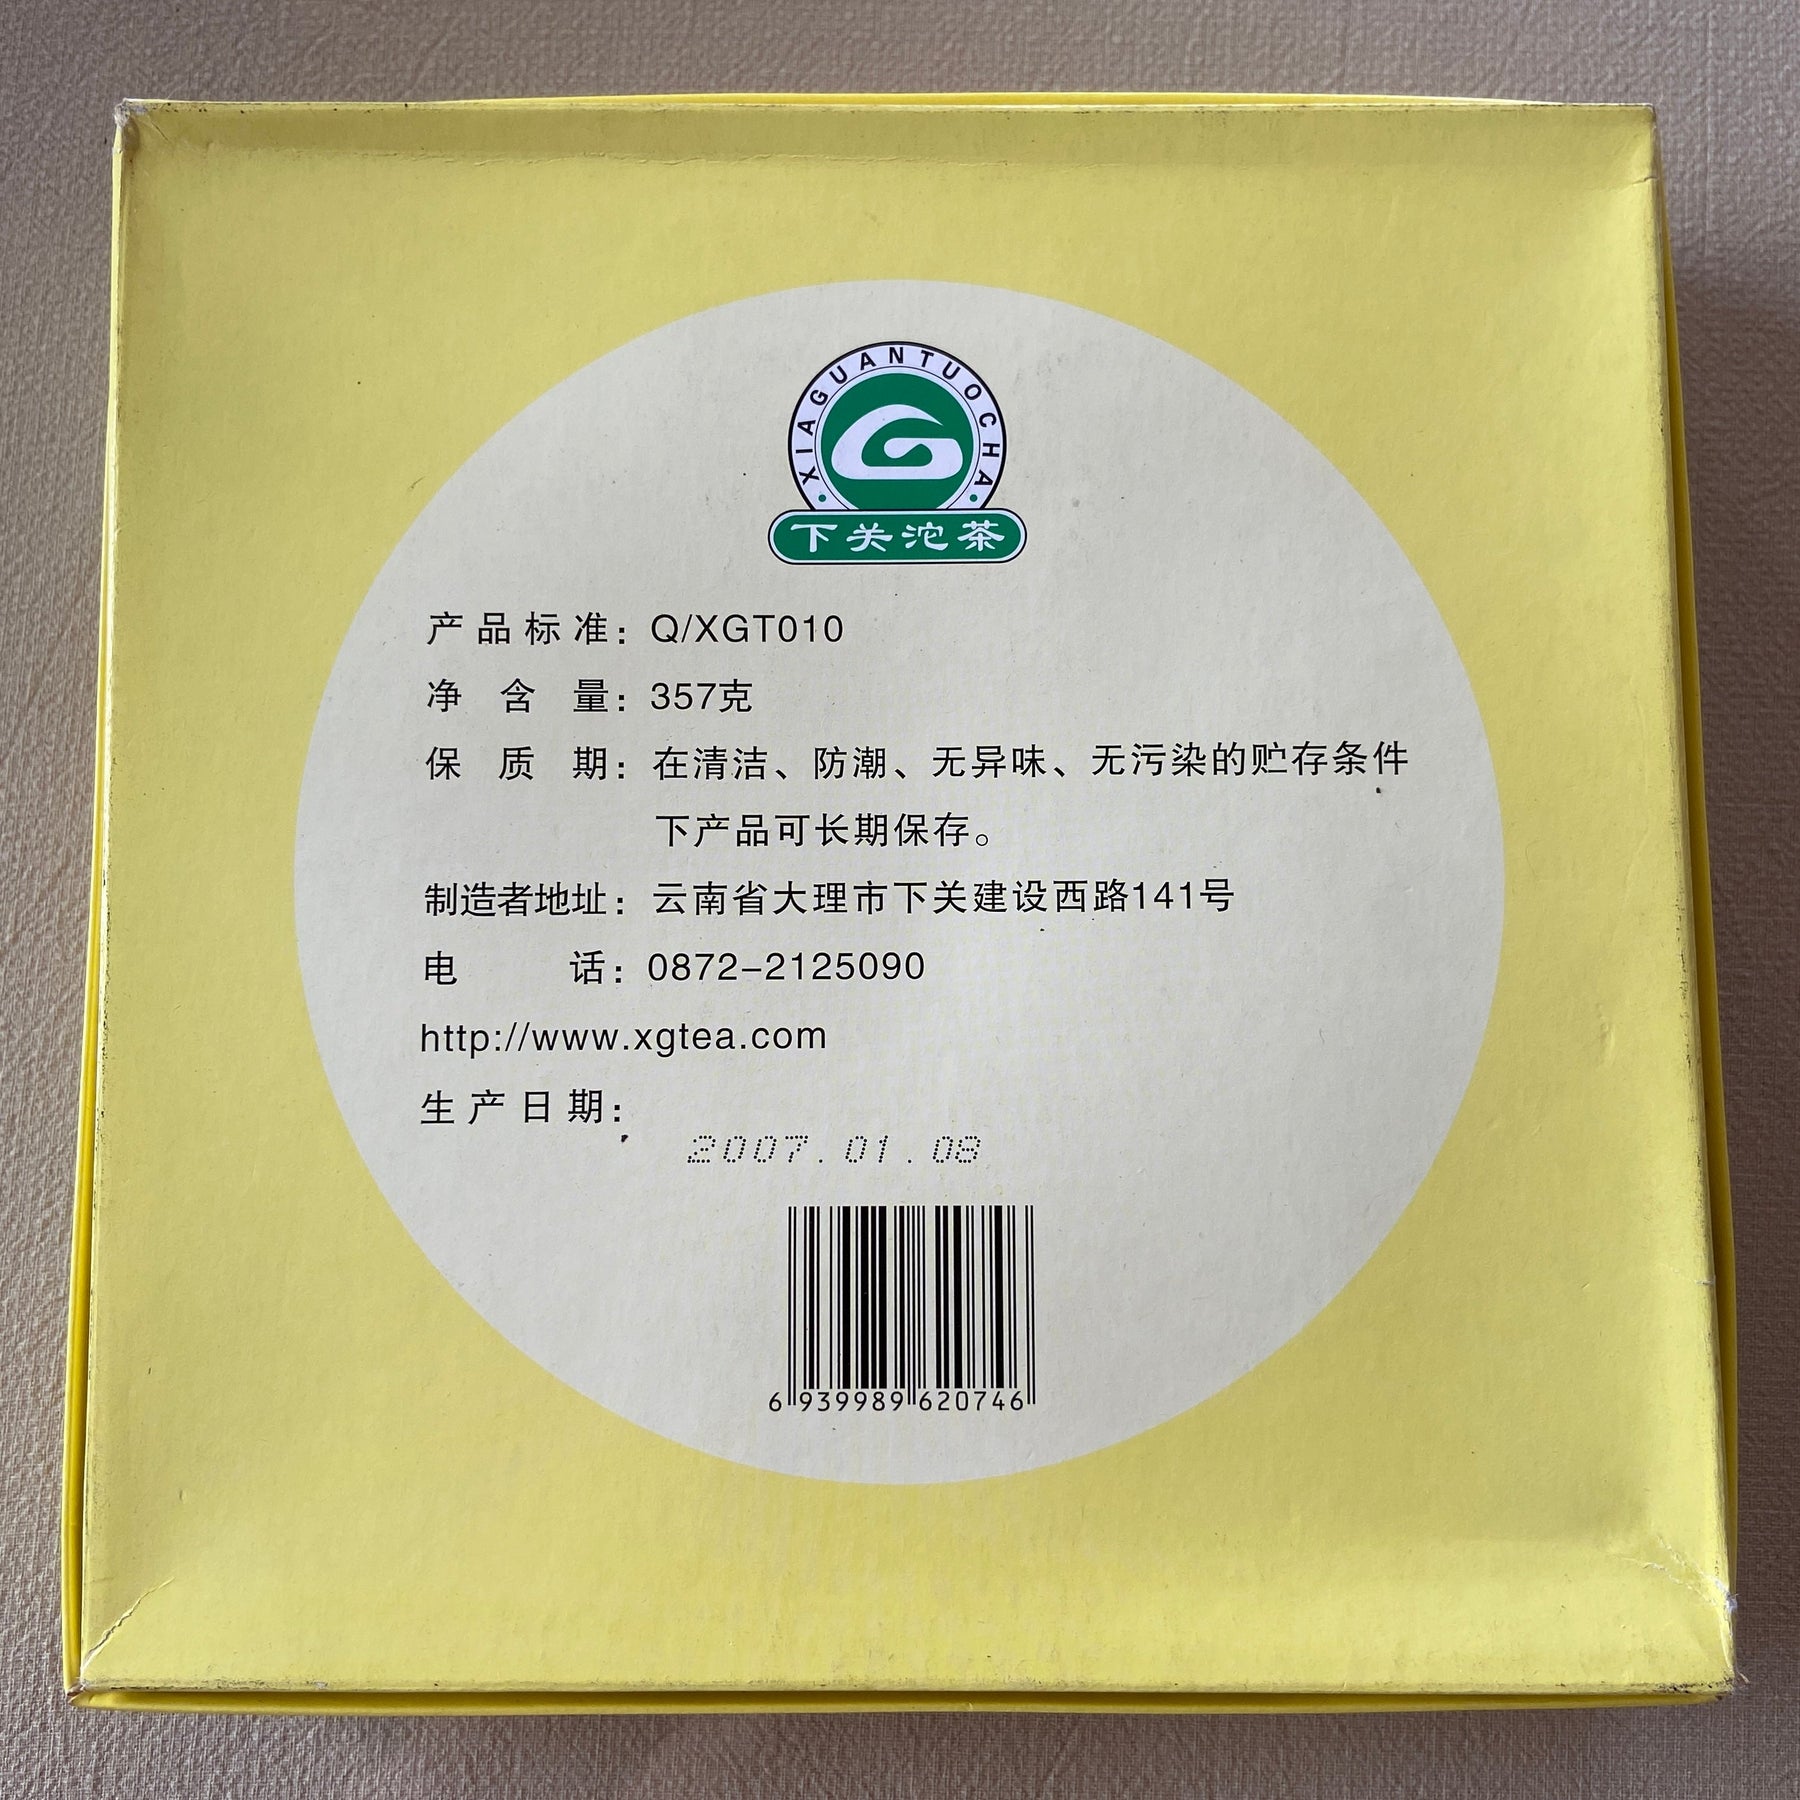 XIAGUANTUOCHA
下关沱茶
产品标准：Q/XGT010
净含量：357克
保质期：在清洁、防潮、无异味、无污染的贮存条件
下产品可长期保存。
制造者地址：云南省大理市下关建设西路141号
电话：0872-2125090
http://www.xgtea.com
生产日期：
2007.01.08
6939989620746